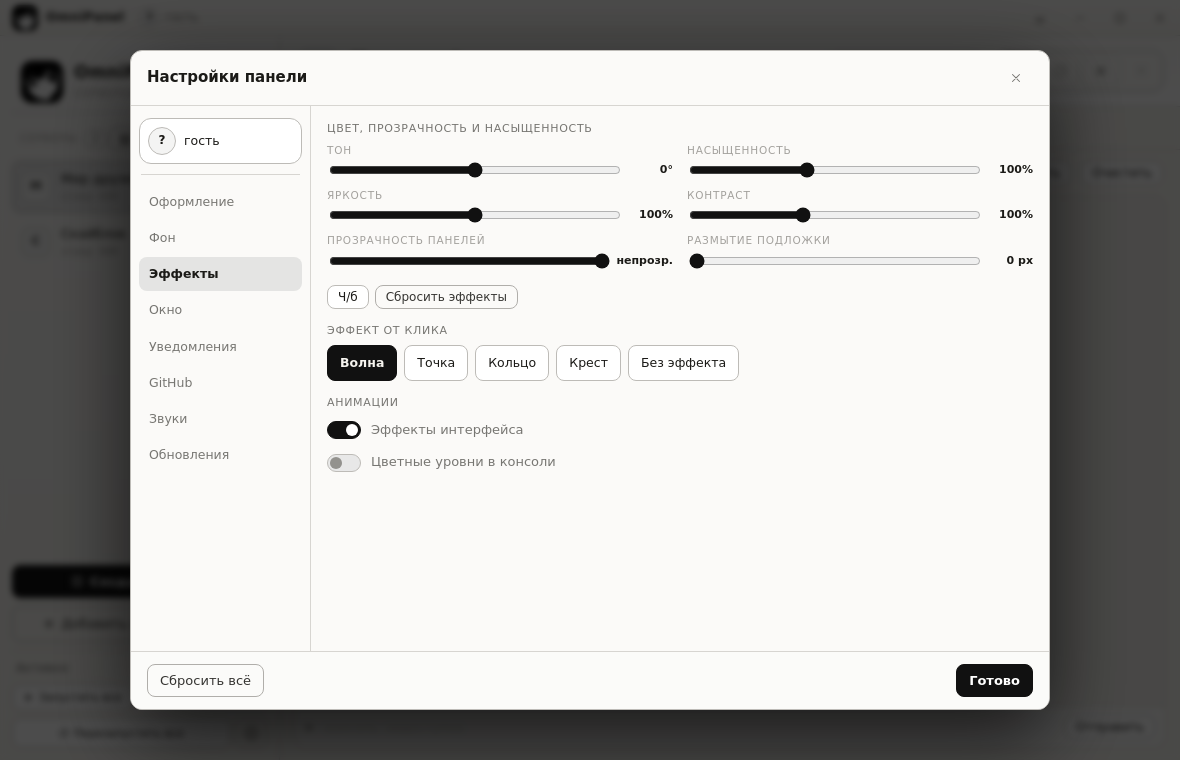 Настройки панели
×
? гость
Оформление
Фон
Эффекты
Окно
Уведомления
GitHub
Звуки
Обновления
ЦВЕТ, ПРОЗРАЧНОСТЬ И НАСЫЩЕННОСТЬ
ТОН
0°
НАСЫЩЕННОСТЬ
100%
ЯРКОСТЬ
100%
КОНТРАСТ
100%
ПРОЗРАЧНОСТЬ ПАНЕЛЕЙ
непрозр.
РАЗМЫТИЕ ПОДЛОЖКИ
0 px
Ч/б Сбросить эффекты
ЭФФЕКТ ОТ КЛИКА
Волна Точка Кольцо Крест Без эффекта
АНИМАЦИИ
Эффекты интерфейса
Цветные уровни в консоли
Сбросить всё Готово